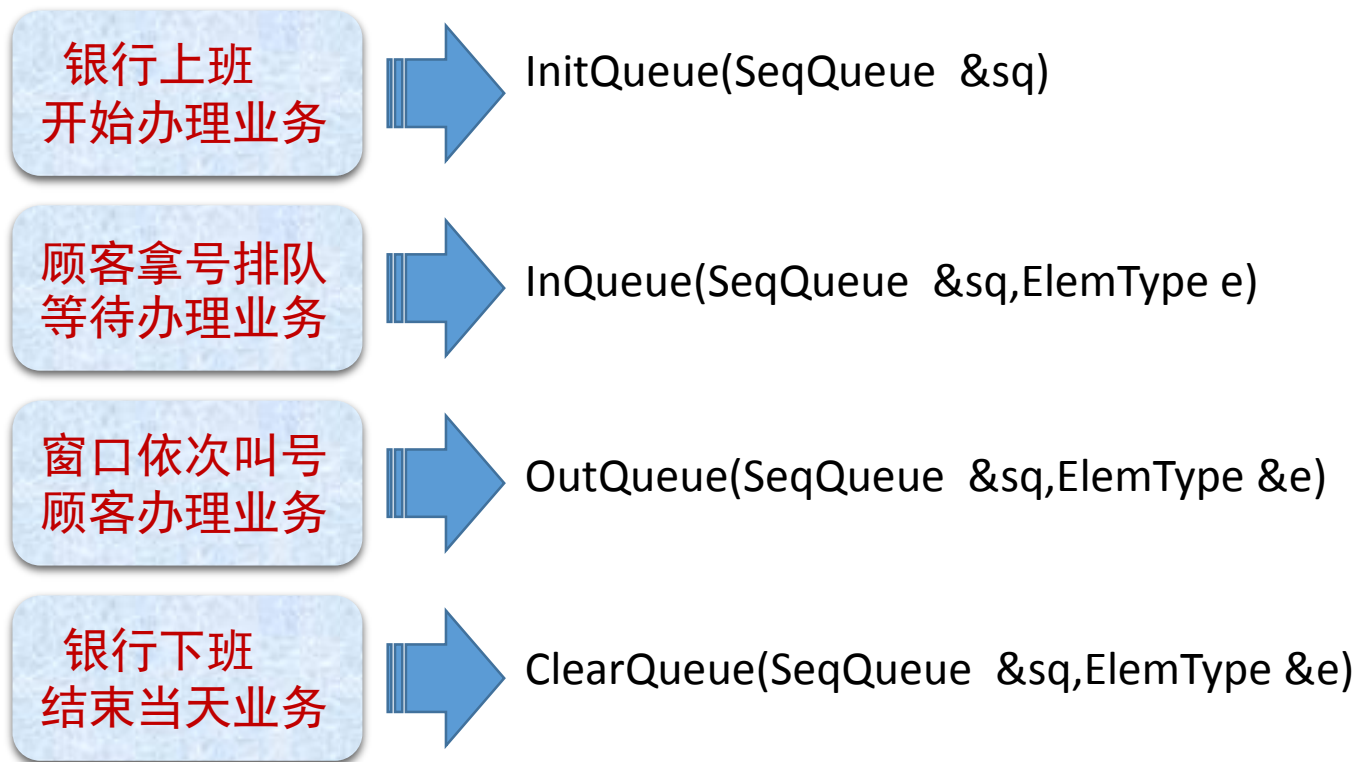 银行上班
开始办理业务
InitQueue(SeqQueue  &sq)
顾客拿号排队
等待办理业务
InQueue(SeqQueue  &sq,ElemType e)
窗口依次叫号
顾客办理业务
OutQueue(SeqQueue  &sq,ElemType &e)
银行下班
结束当天业务
ClearQueue(SeqQueue  &sq,ElemType &e)